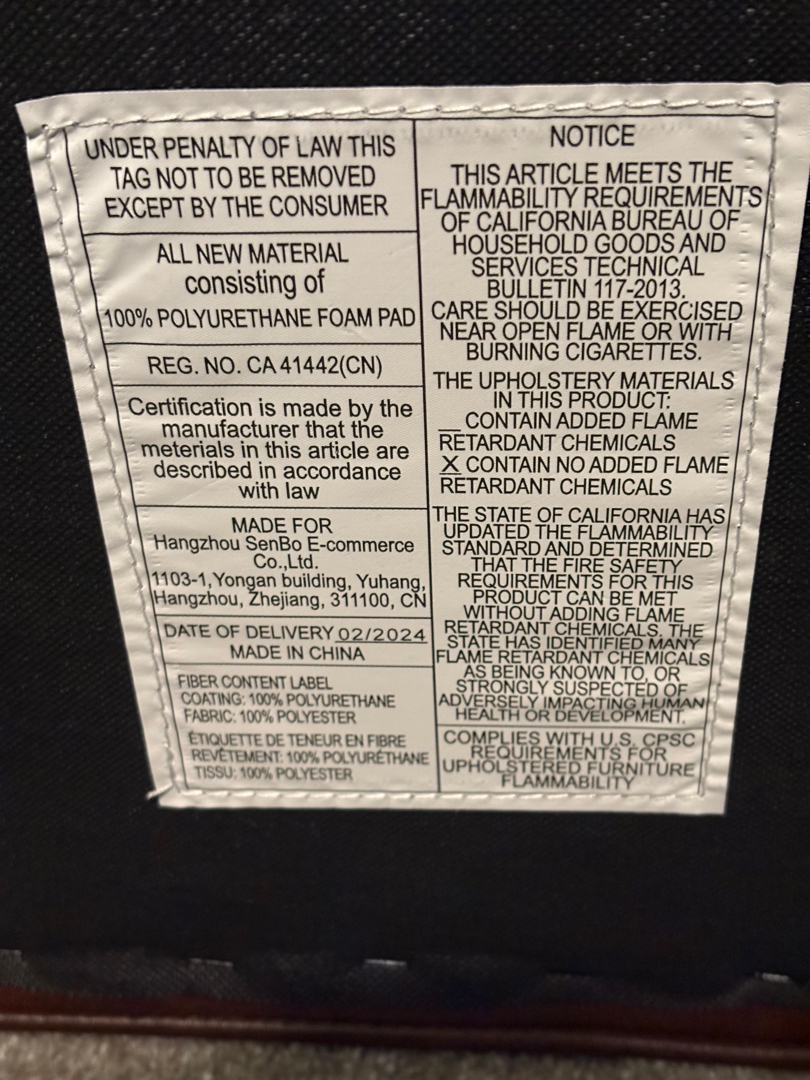 UNDER PENALTY OF LAW THIS
TAG NOT TO BE REMOVED
EXCEPT BY THE CONSUMER
ALL NEW MATERIAL
consisting of
100% POLYURETHANE FOAM PAD
REG. NO. CA 41442(CN)
Certification is made by the
manufacturer that the
meterials in this article are
described in accordance
with law
MADE FOR
Hangzhou SenBo E-commerce
Co.,Ltd.
1103-1,Yongan building, Yuhang,
Hangzhou, Zhejiang, 311100, CN
DATE OF DELIVERY 02/2024
MADE IN CHINA
FIBER CONTENT LABEL
COATING: 100% POLYURETHANE
FABRIC: 100% POLYESTER
ÉTIQUETTE DE TENEUR EN FIBRE
REVÊTEMENT: 100% POLYURÉTHANE
TISSU: 100% POLYESTER
NOTICE
THIS ARTICLE MEETS THE
FLAMMABILITY REQUIREMENTS
OF CALIFORNIA BUREAU OF
HOUSEHOLD GOODS AND
SERVICES TECHNICAL
BULLETIN 117-2013.
CARE SHOULD BE EXERCISED
NEAR OPEN FLAME OR WITH
BURNING CIGARETTES.
THE UPHOLSTERY MATERIALS
IN THIS PRODUCT:
__ CONTAIN ADDED FLAME
RETARDANT CHEMICALS
X CONTAIN NO ADDED FLAME
RETARDANT CHEMICALS
THE STATE OF CALIFORNIA HAS
UPDATED THE FLAMMABILITY
STANDARD AND DETERMINED
THAT THE FIRE SAFETY
REQUIREMENTS FOR THIS
PRODUCT CAN BE MET
WITHOUT ADDING FLAME
RETARDANT CHEMICALS. THE
STATE HAS IDENTIFIED MANY
FLAME RETARDANT CHEMICALS
AS BEING KNOWN TO, OR
STRONGLY SUSPECTED OF
ADVERSELY IMPACTING HUMAN
HEALTH OR DEVELOPMENT.
COMPLIES WITH U.S. CPSC
REQUIREMENTS FOR
UPHOLSTERED FURNITURE
FLAMMABILITY